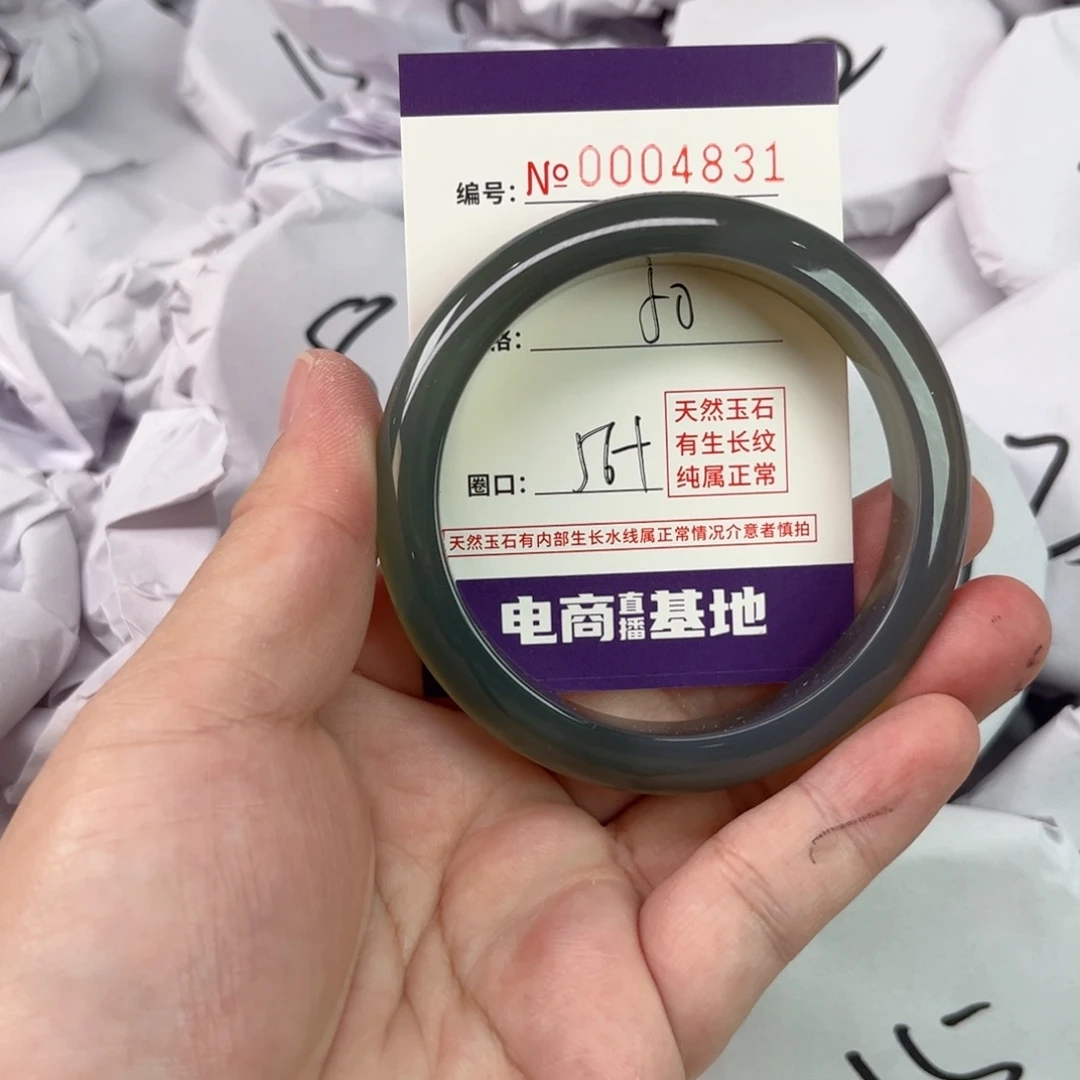 编号: №0004831
格: 80
圈口: 56+
天然玉石
有生长纹
纯属正常
天然玉石有内部生长水线属正常情况介意者慎拍
电商直播基地
15